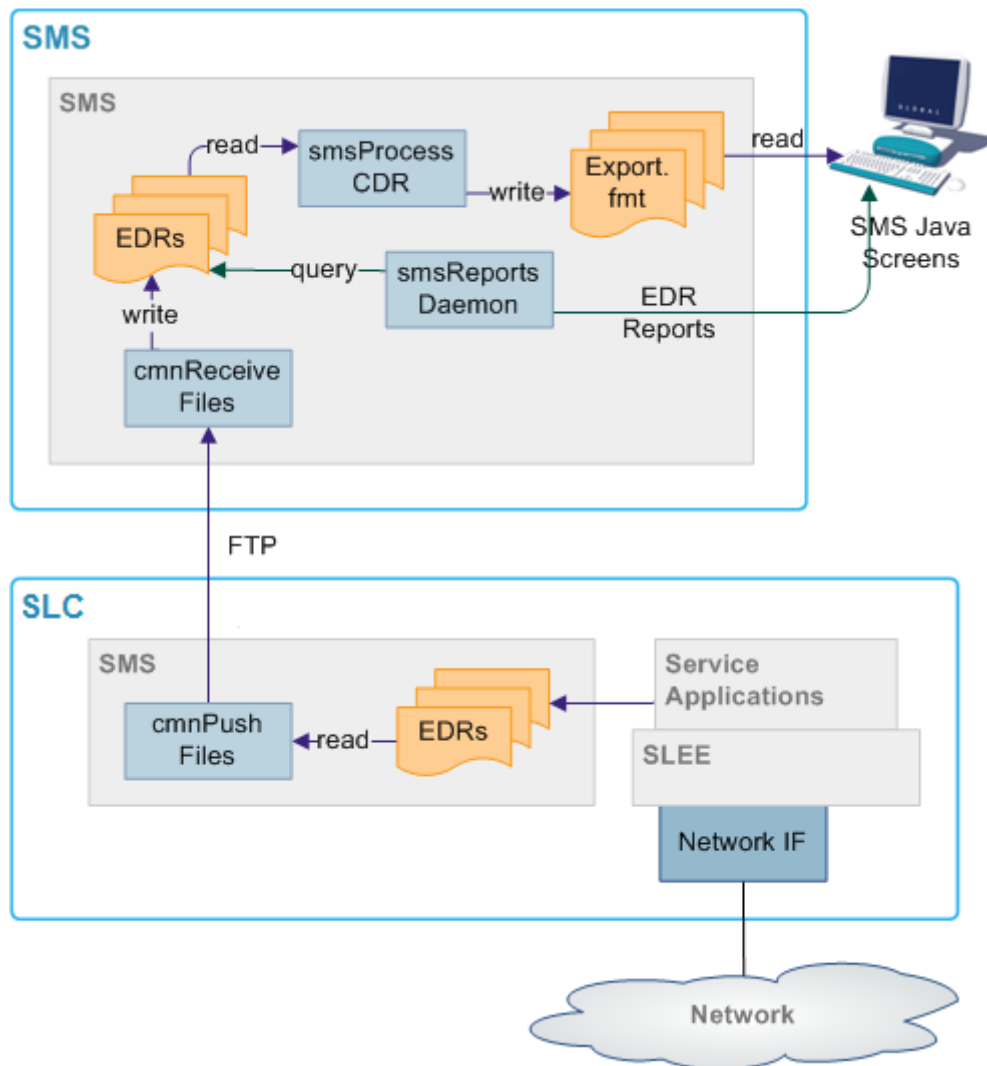 SMS
SMS
read
smsProcess
CDR
write
Export.
fmt
read
GLOBAL
SMS Java
Screens
EDRs
query
smsReports
Daemon
EDR
Reports
write
cmnReceive
Files
FTP
SLC
SMS
cmnPush
Files
read
EDRs
Service
Applications
SLEE
Network IF
Network